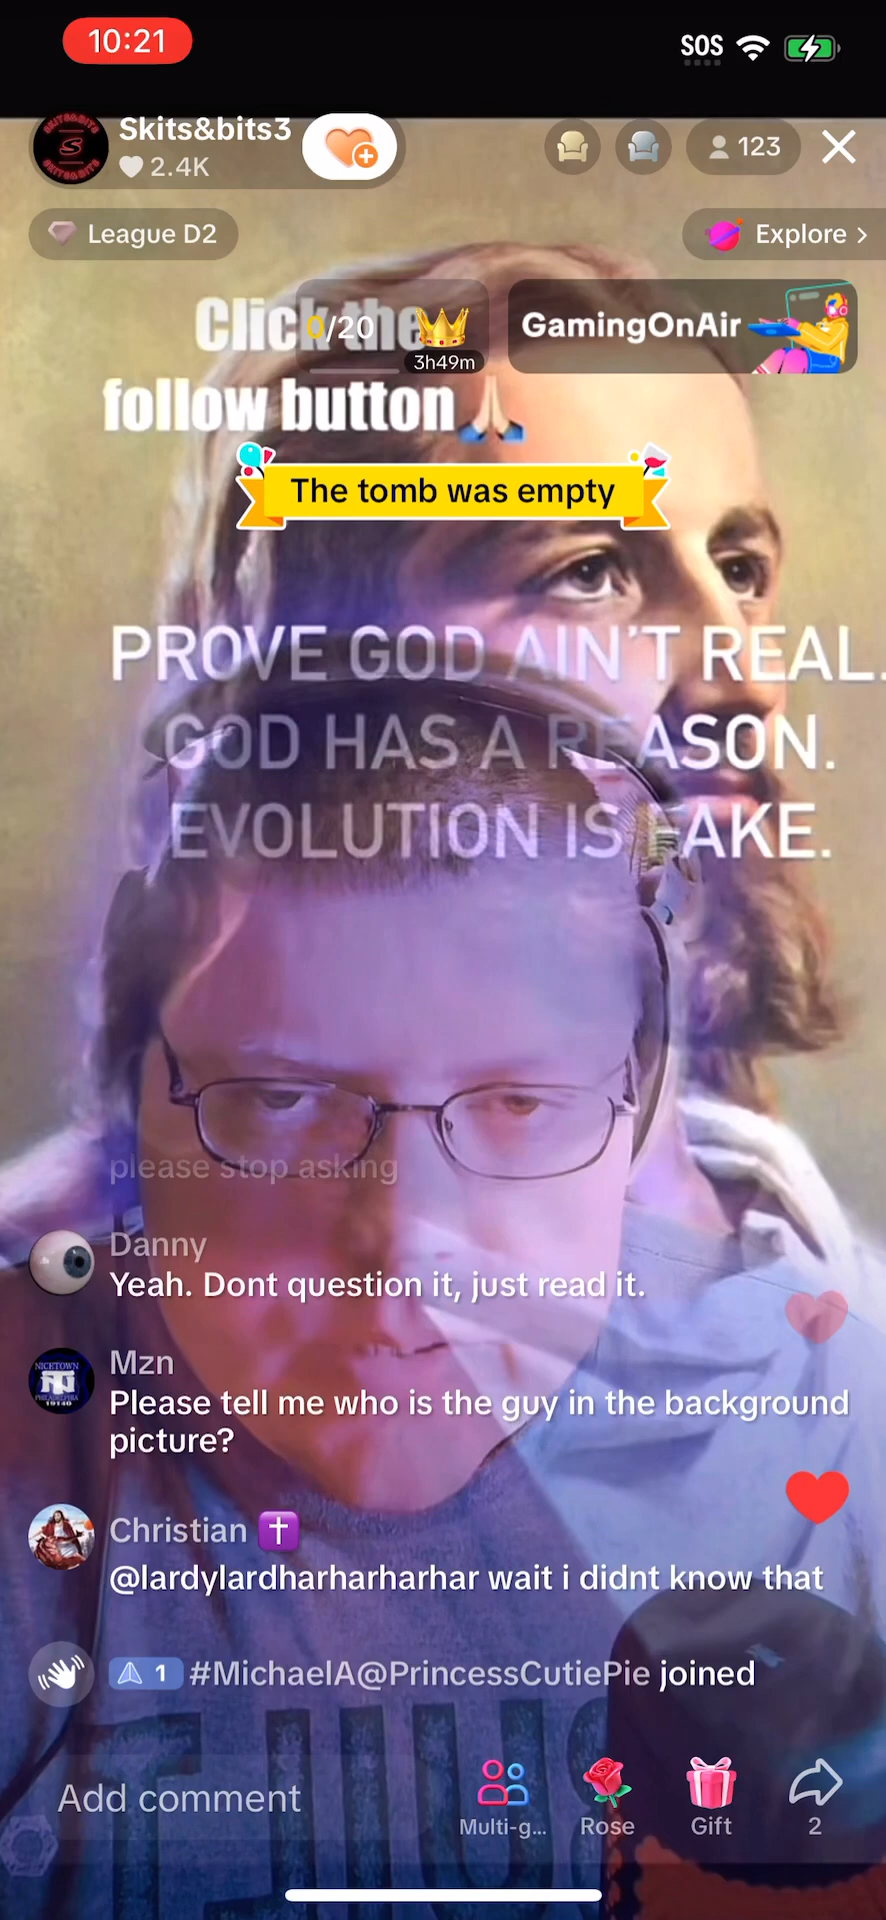 10:21
SOS
Skits&bits3
2.4K
123
League D2
Explore >
Click the
0/20
3h49m
GamingOnAir
follow button
The tomb was empty
PROVE GOD AIN'T REAL.
GOD HAS A REASON.
EVOLUTION IS FAKE.
please stop asking
Danny
Yeah. Dont question it, just read it.
Mzn
Please tell me who is the guy in the background
picture?
Christian
@lardylardharharharhar wait i didnt know that
1 #MichaelA@PrincessCutiePie joined
Add comment
Multi-g...
Rose
Gift
2